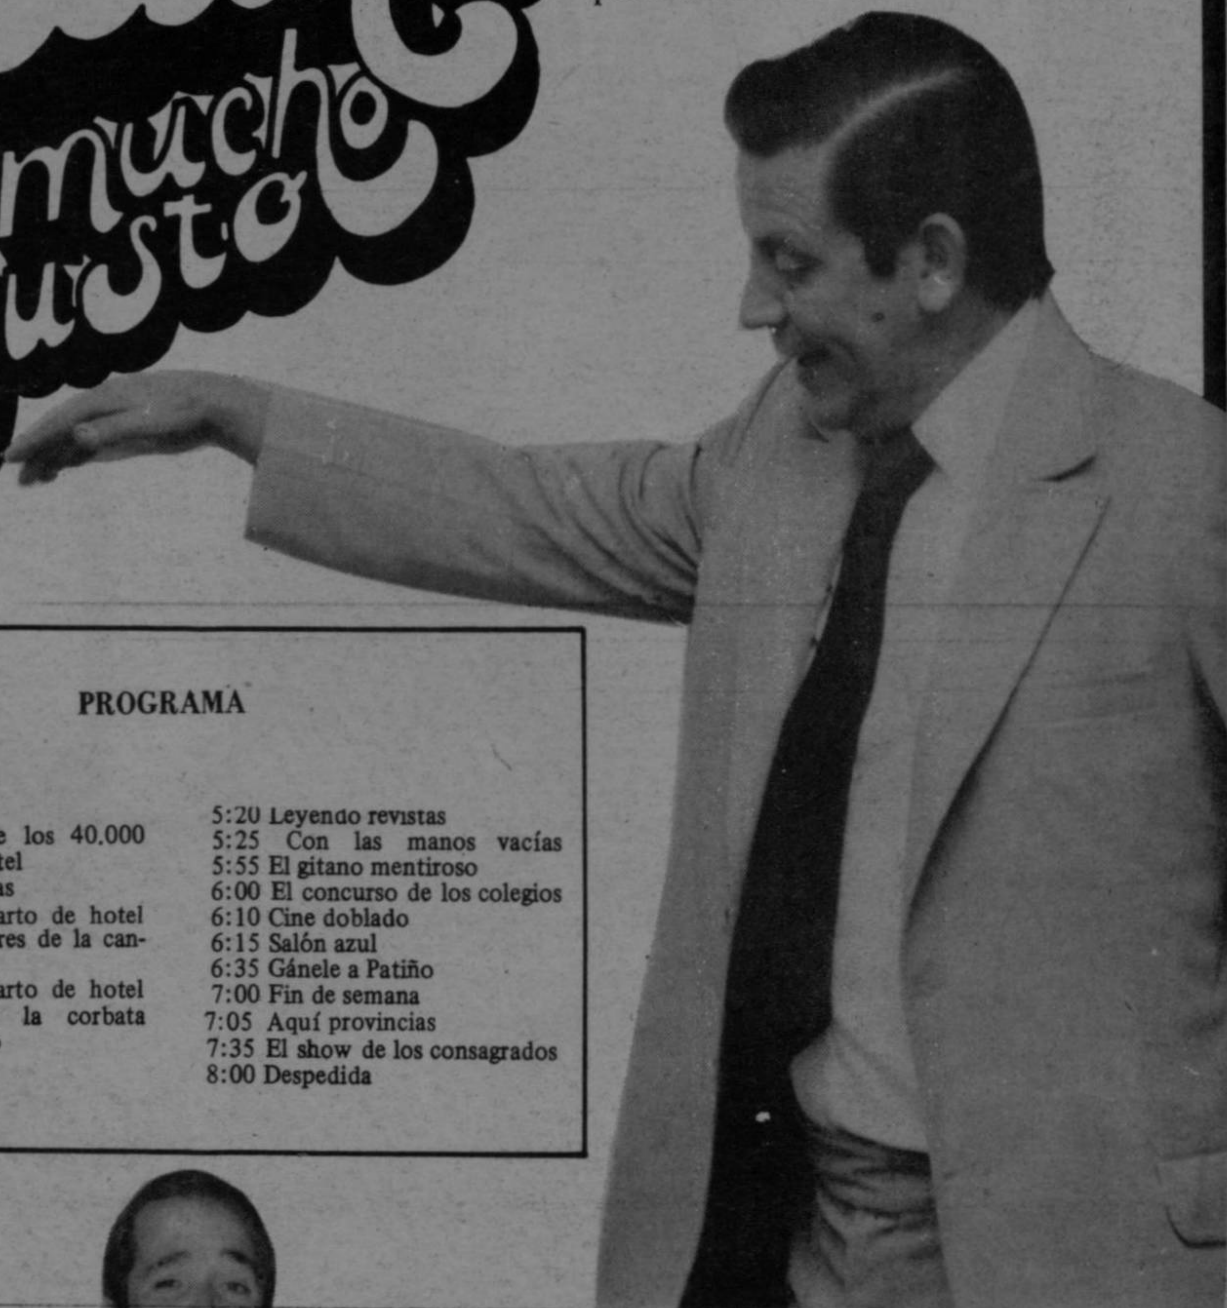 mucho
usto
PROGRAMA
e los 40.000
tel
as
arto de hotel
res de la can-
arto de hotel
la corbata
5:20 Leyendo revistas
5:25 Con las manos vacías
5:55 El gitano mentiroso
6:00 El concurso de los colegios
6:10 Cine doblado
6:15 Salón azul
6:35 Gánele a Patiño
7:00 Fin de semana
7:05 Aquí provincias
7:35 El show de los consagrados
8:00 Despedida